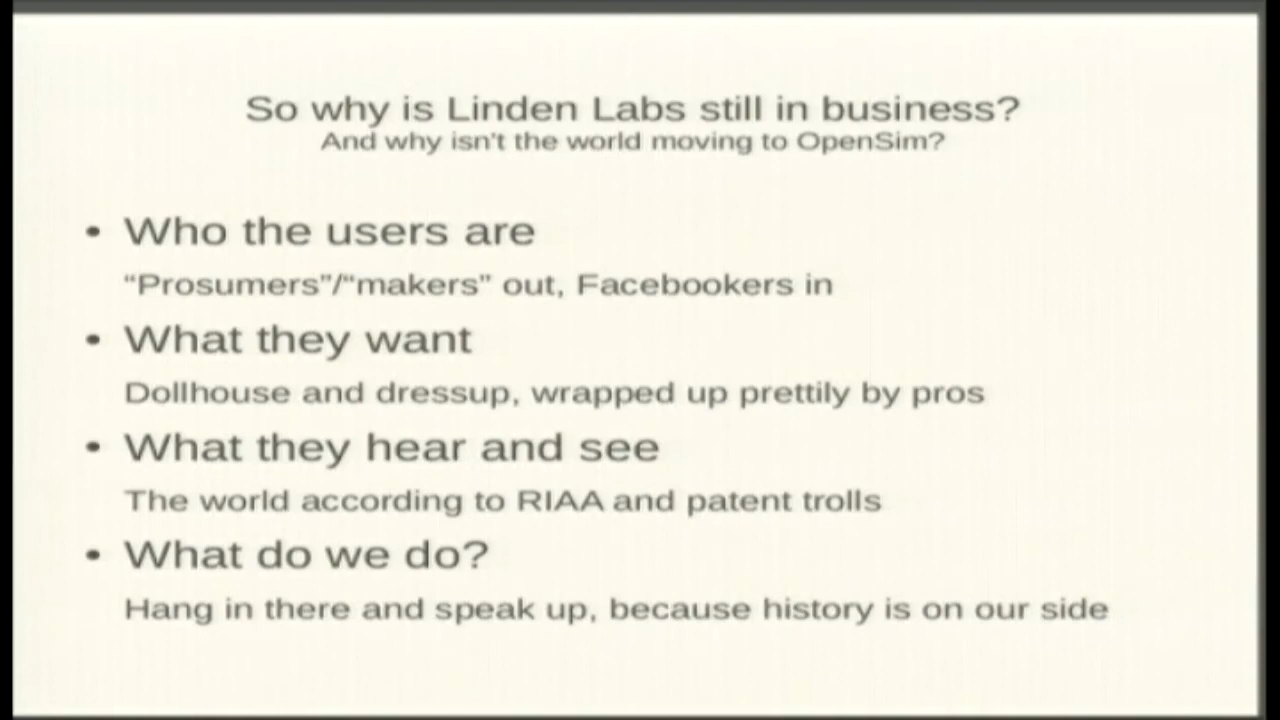 So why is Linden Labs still in business?
And why isn't the world moving to OpenSim?
• Who the users are
“Prosumers”/“makers” out, Facebookers in
• What they want
Dollhouse and dressup, wrapped up prettily by pros
• What they hear and see
The world according to RIAA and patent trolls
• What do we do?
Hang in there and speak up, because history is on our side